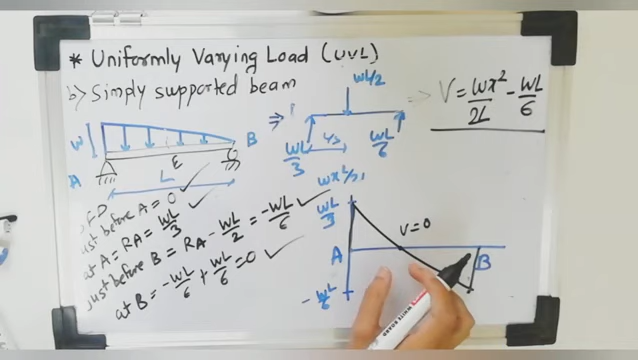 * Uniformly Varying Load (UVL)
b) Simply supported beam
WL/2
V = Wx²/2L - WL/6
W
B
A
E
L
WL/3
L/3
WL/6
SFD
Just before A = 0
at A = RA = WL/3
Just before B = RA - WL/2 = -WL/6
at B = -WL/6 + WL/6 = 0
WL/3
V=0
A
B
-WL/6
WHITE BOARD